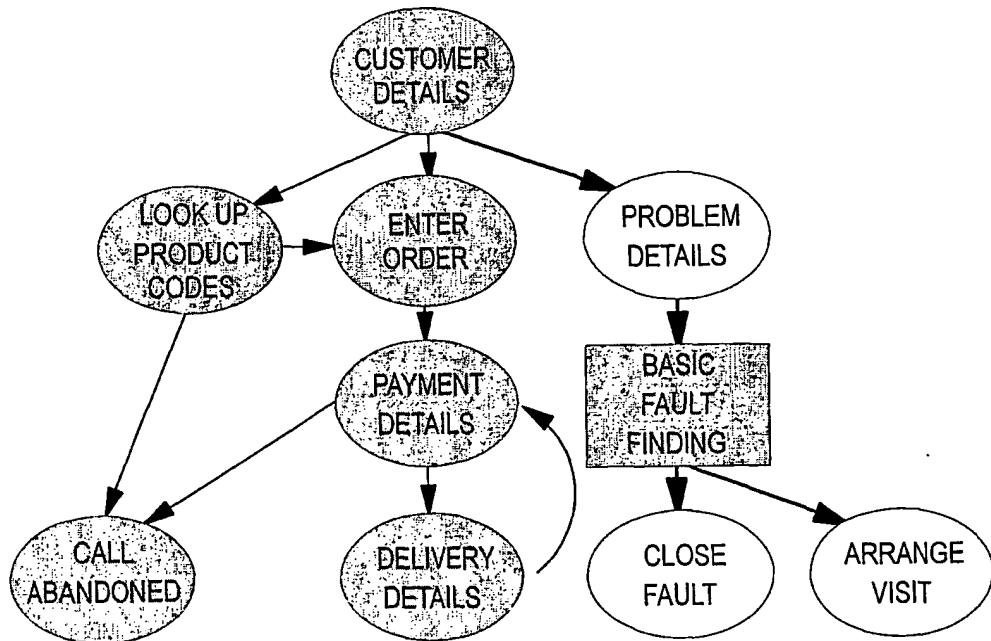 CUSTOMER
DETAILS
LOOK UP
PRODUCT
CODES
ENTER
ORDER
PROBLEM
DETAILS
PAYMENT
DETAILS
BASIC
FAULT
FINDING
CALL
ABANDONED
DELIVERY
DETAILS
CLOSE
FAULT
ARRANGE
VISIT